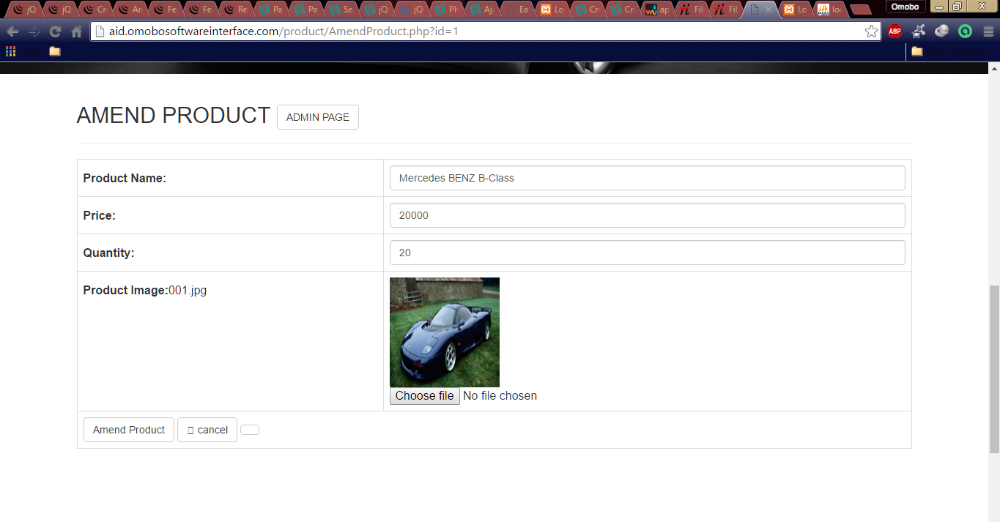 jQ jQ Cr Ar Fe Fe Re Pa Pa Se jQ jQ PH Aja Ea Lo Cr Cr ap Fil Fil Lo lo Omobo
aid.omobosoftwareinterface.com/product/AmendProduct.php?id=1
ABP
AMEND PRODUCT ADMIN PAGE
Product Name: Mercedes BENZ B-Class
Price: 20000
Quantity: 20
Product Image:001.jpg
Choose file No file chosen
Amend Product cancel